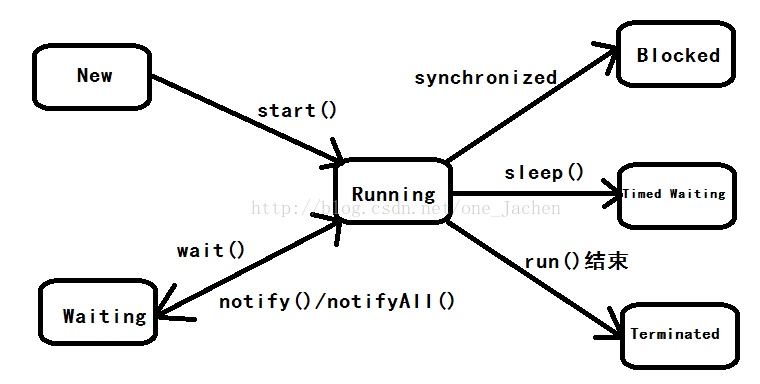 New
Blocked
synchronized
start()
sleep()
Running
Timed Waiting
http://blog.csdn.net/one_Jachen
wait()
run()结束
notify()/notifyAll()
Waiting
Terminated